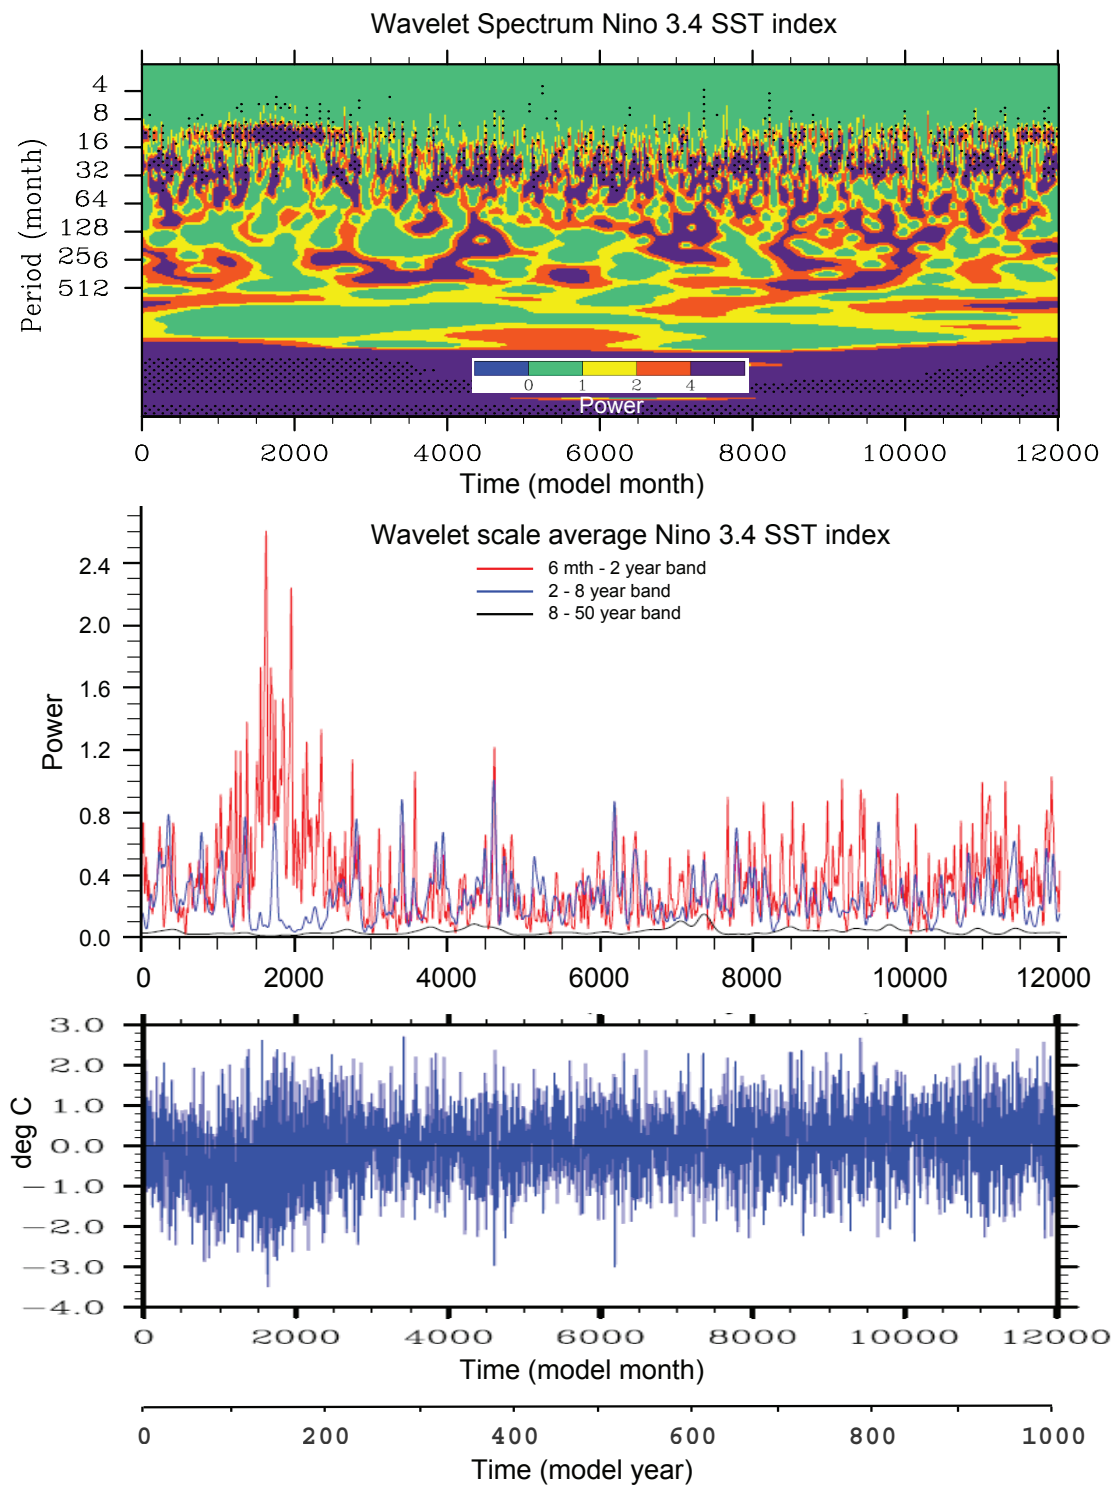 Wavelet Spectrum Nino 3.4 SST index
Period (month)
4
8
16
32
64
128
256
512
0 1 2 4
Power
0 2000 4000 6000 8000 10000 12000
Time (model month)
Wavelet scale average Nino 3.4 SST index
6 mth - 2 year band
2 - 8 year band
8 - 50 year band
Power
2.4
2.0
1.6
1.2
0.8
0.4
0.0
0 2000 4000 6000 8000 10000 12000
deg C
3.0
2.0
1.0
0.0
-1.0
-2.0
-3.0
-4.0
0 2000 4000 6000 8000 10000 12000
Time (model month)
0 200 400 600 800 1000
Time (model year)